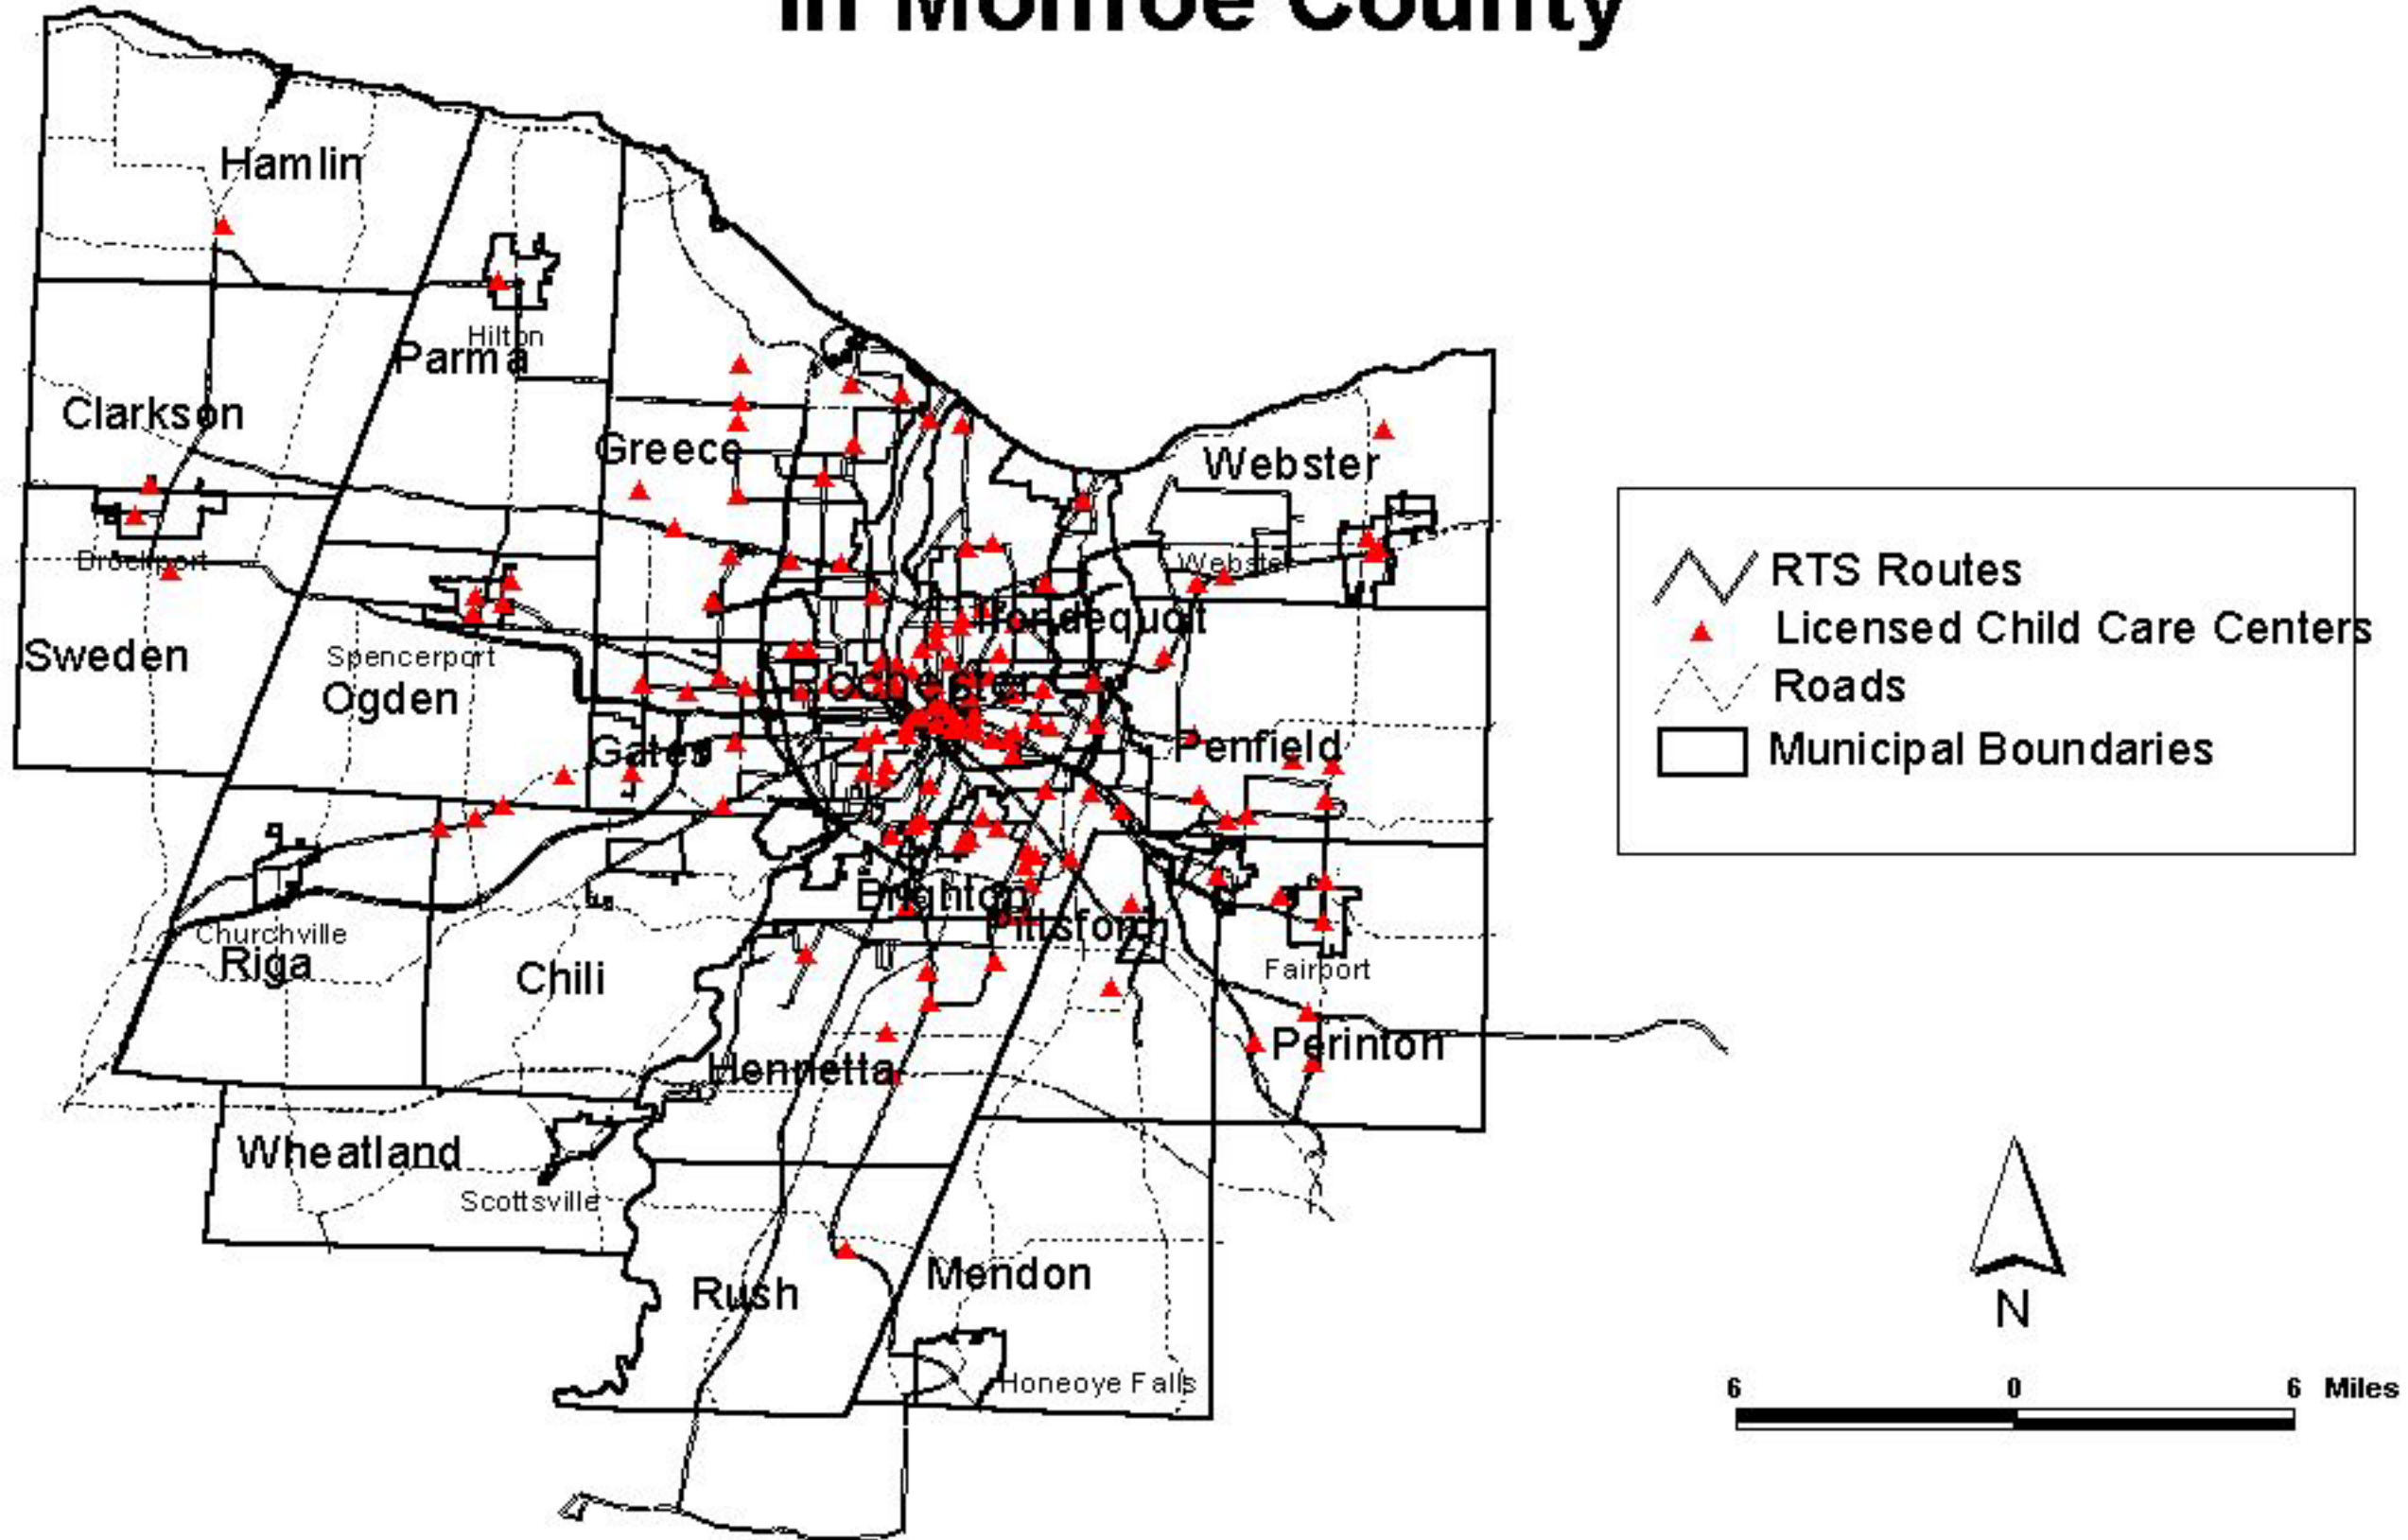 in Monroe County
Hamlin
Hilton
Parma
Clarkson
Greece
Webster
Brockport
Webster
Irondequoit
Sweden
Spencerport
Ogden
Rochester
Gates
Penfield
Brighton
Pittsford
Churchville
Riga
Chili
Fairport
Perinton
Henrietta
Wheatland
Scottsville
Mendon
Rush
Honeoye Falls
RTS Routes
Licensed Child Care Centers
Roads
Municipal Boundaries
N
6 0 6 Miles